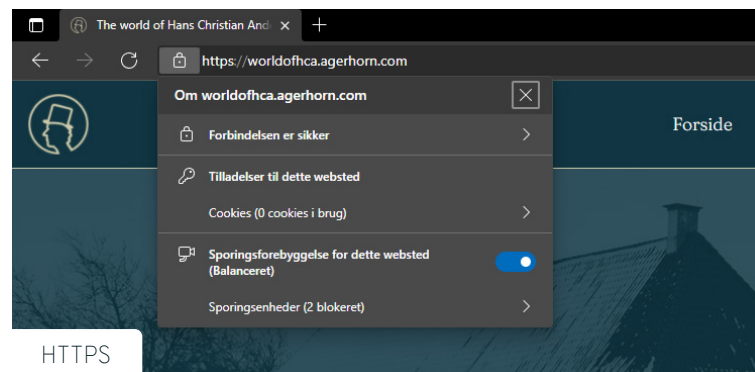 The world of Hans Christian And
https://worldofhca.agerhorn.com
Om worldofhca.agerhorn.com
Forside
Forbindelsen er sikker
Tilladelser til dette websted
Cookies (0 cookies i brug)
Sporingsforebyggelse for dette websted
(Balanceret)
Sporingsenheder (2 blokeret)
HTTPS